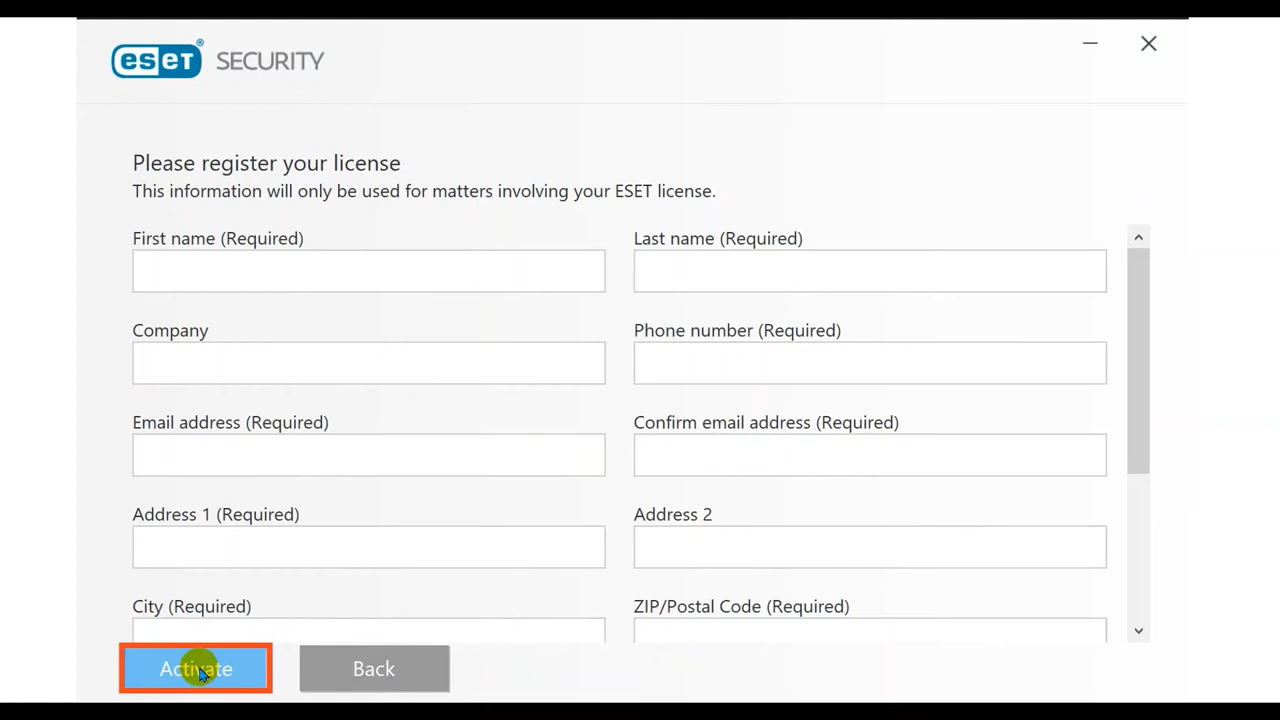 eset® SECURITY
Please register your license
This information will only be used for matters involving your ESET license.
First name (Required)
Last name (Required)
Company
Phone number (Required)
Email address (Required)
Confirm email address (Required)
Address 1 (Required)
Address 2
City (Required)
ZIP/Postal Code (Required)
Activate
Back